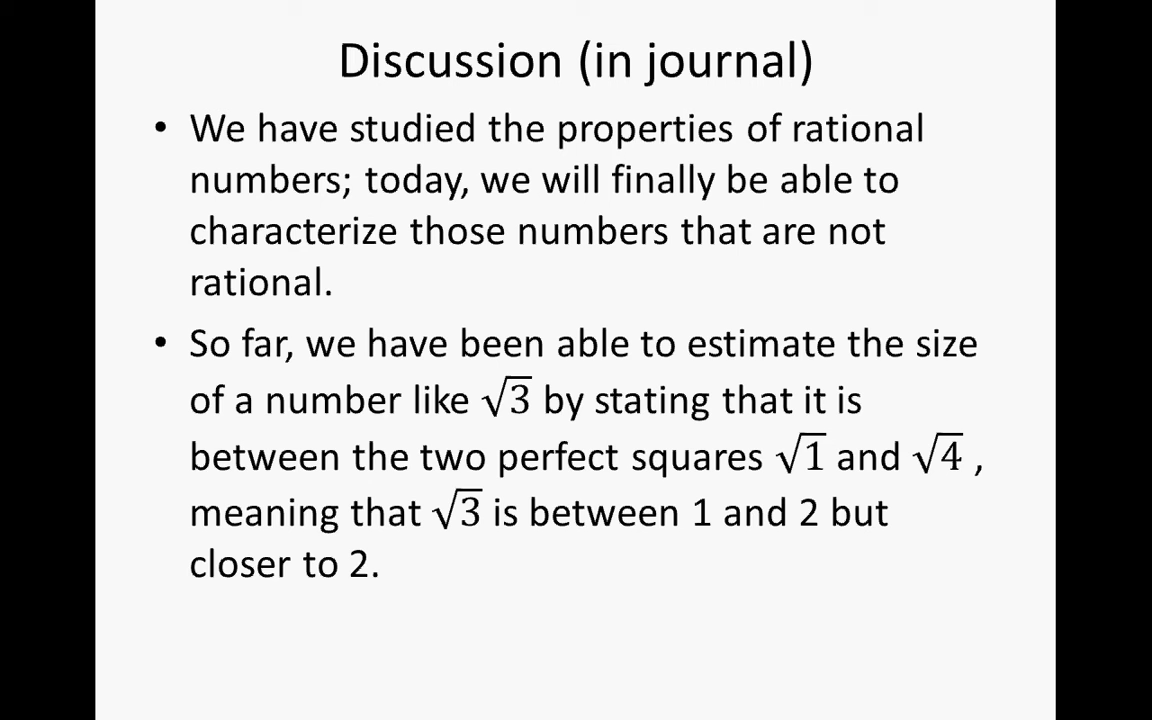 Discussion (in journal)
• We have studied the properties of rational
numbers; today, we will finally be able to
characterize those numbers that are not
rational.
• So far, we have been able to estimate the size
of a number like √3 by stating that it is
between the two perfect squares √1 and √4 ,
meaning that √3 is between 1 and 2 but
closer to 2.